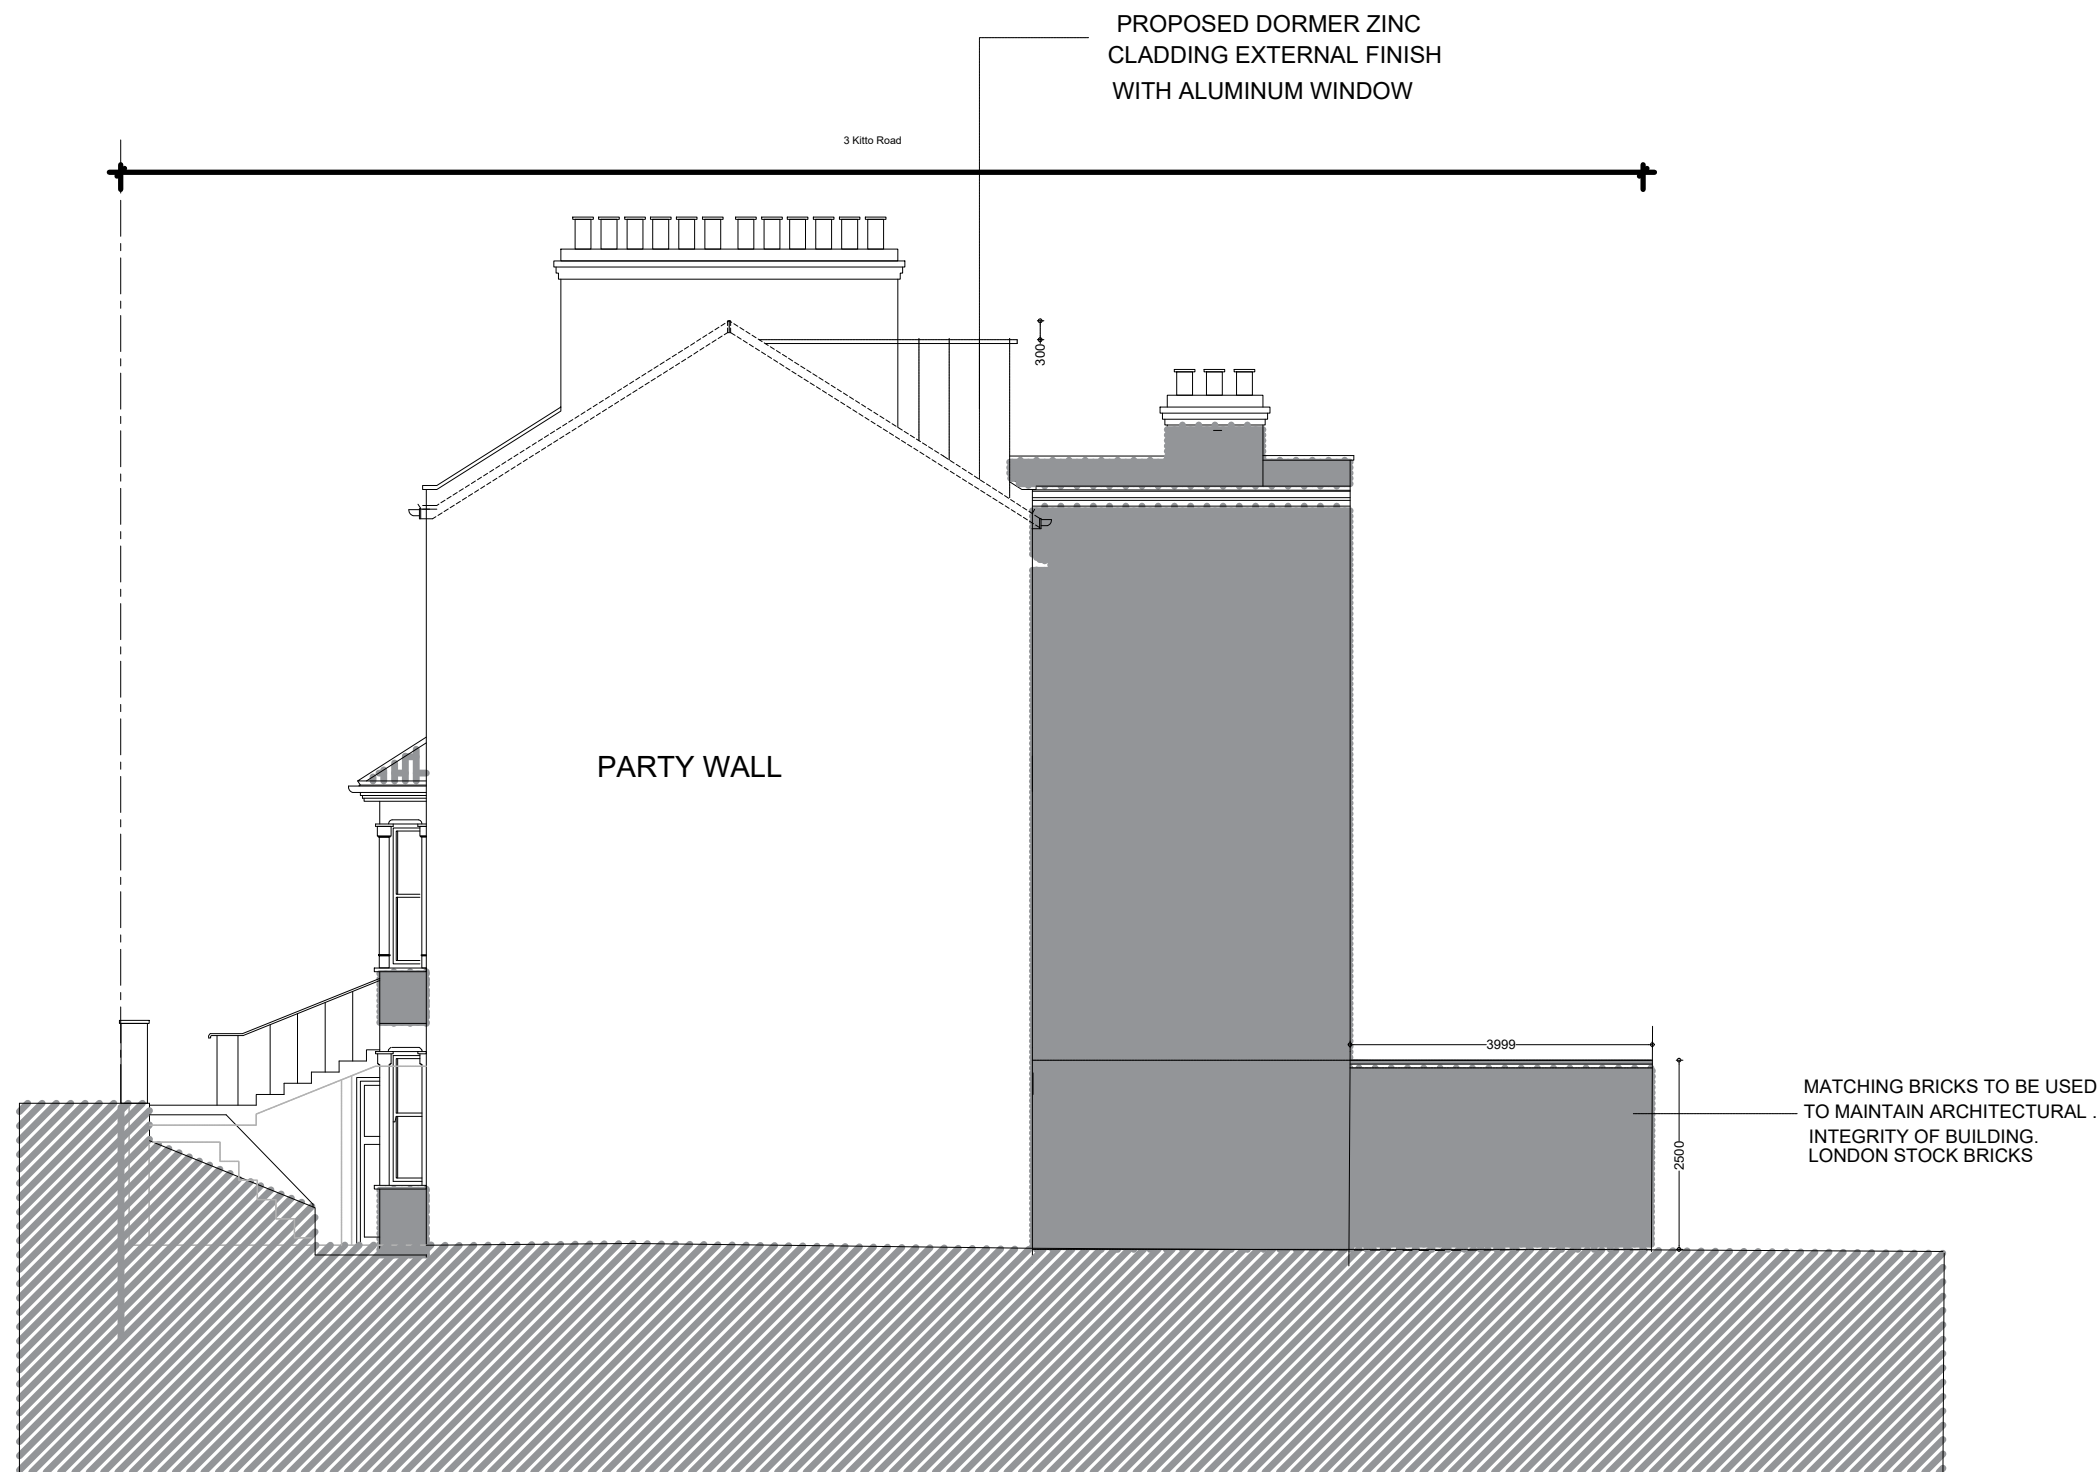 PROPOSED DORMER ZINC
CLADDING EXTERNAL FINISH
WITH ALUMINUM WINDOW
3 Kitto Road
300
PARTY WALL
3999
MATCHING BRICKS TO BE USED
TO MAINTAIN ARCHITECTURAL .
INTEGRITY OF BUILDING.
LONDON STOCK BRICKS
2500